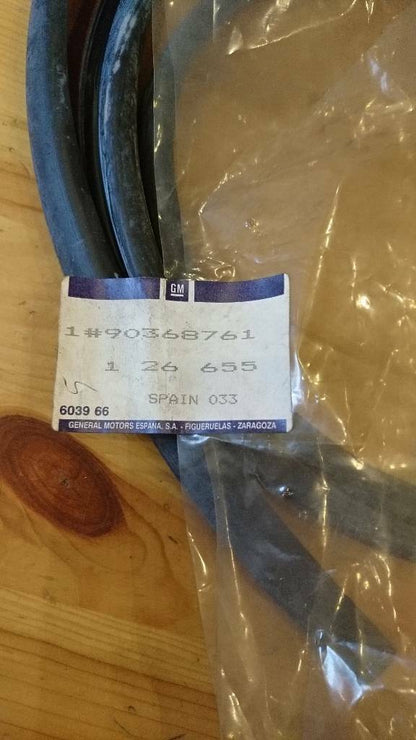 GM
1#90368761
1 26 655
SPAIN 033
6039 66
GENERAL MOTORS ESPANA, S.A. - FIGUERUELAS - ZARAGOZA